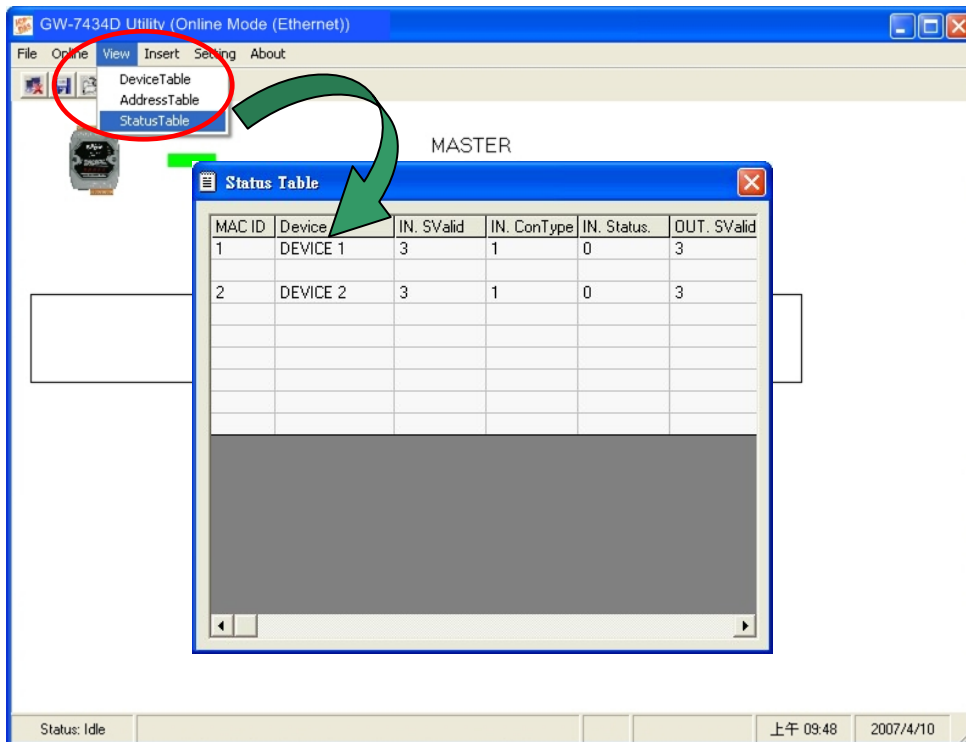 GW-7434D Utility (Online Mode (Ethernet))
File Online View Insert Setting About
DeviceTable
AddressTable
StatusTable
MASTER
Status Table
MAC ID Device IN. SValid IN. ConType IN. Status. OUT. SValid
1 DEVICE 1 3 1 0 3
2 DEVICE 2 3 1 0 3
Status: Idle 上午 09:48 2007/4/10